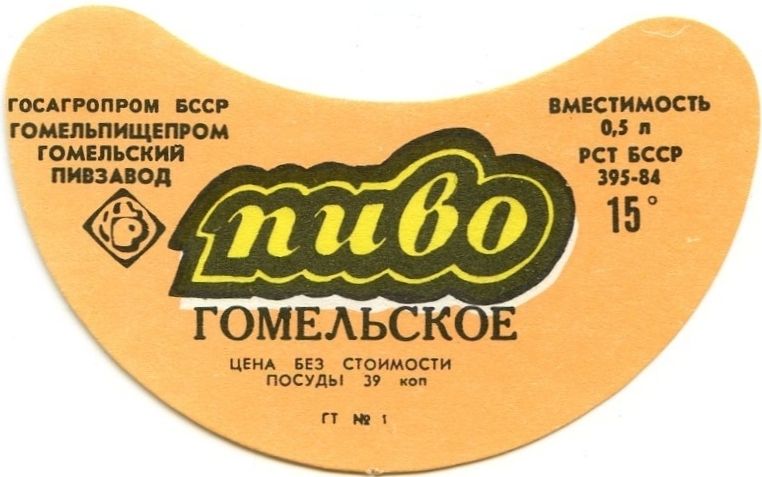 ГОСАГРОПРОМ БССР
ГОМЕЛЬПИЩЕПРОМ
ГОМЕЛЬСКИЙ
ПИВЗАВОД
ВМЕСТИМОСТЬ
0,5 л
РСТ БССР
395-84
15°
пиво
ГОМЕЛЬСКОЕ
ЦЕНА БЕЗ СТОИМОСТИ
ПОСУДЫ 39 коп
ГТ № 1